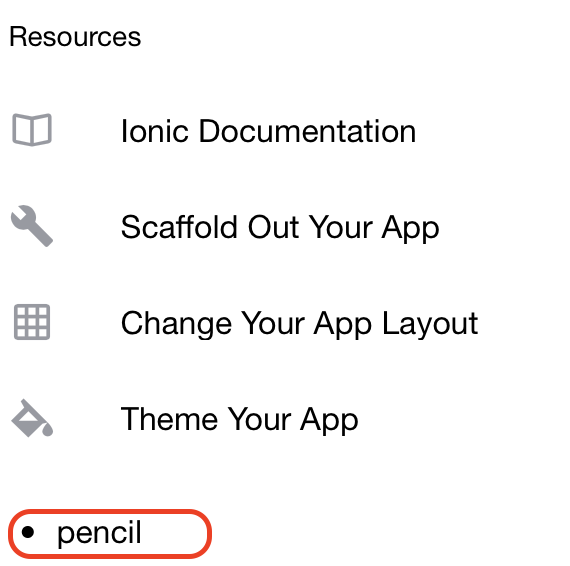 Resources
Ionic Documentation
Scaffold Out Your App
Change Your App Layout
Theme Your App
• pencil